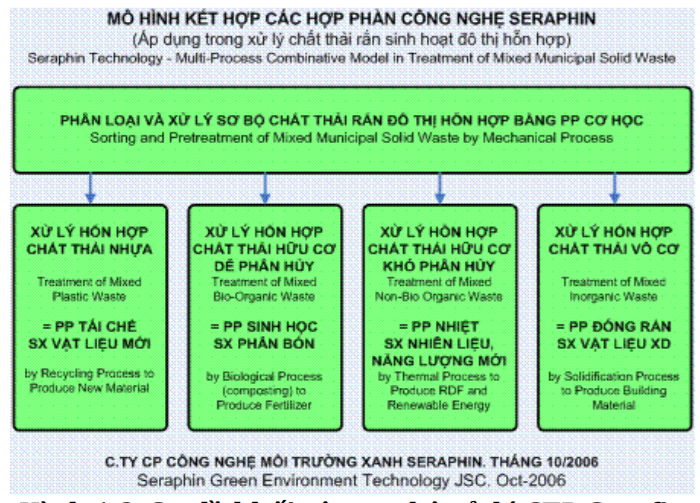 MÔ HÌNH KẾT HỢP CÁC HỢP PHẦN CÔNG NGHỆ SERAPHIN
(Áp dụng trong xử lý chất thải rắn sinh hoạt đô thị hỗn hợp)
Seraphin Technology - Multi-Process Combinative Model in Treatment of Mixed Municipal Solid Waste
PHÂN LOẠI VÀ XỬ LÝ SƠ BỘ CHẤT THẢI RẮN ĐÔ THỊ HỖN HỢP BẰNG PP CƠ HỌC
Sorting and Pretreatment of Mixed Municipal Solid Waste by Mechanical Process
XỬ LÝ HỖN HỢP
CHẤT THẢI NHỰA
Treatment of Mixed
Plastic Waste
= PP TÁI CHẾ
SX VẬT LIỆU MỚI
by Recycling Process to
Produce New Material
XỬ LÝ HỖN HỢP
CHẤT THẢI HỮU CƠ
DỄ PHÂN HỦY
Treatment of Mixed
Bio-Organic Waste
= PP SINH HỌC
SX PHÂN BÓN
by Biological Process
(composting) to
Produce Fertilizer
XỬ LÝ HỖN HỢP
CHẤT THẢI HỮU CƠ
KHÓ PHÂN HỦY
Treatment of Mixed
Non-Bio Organic Waste
= PP NHIỆT
SX NHIÊN LIỆU,
NĂNG LƯỢNG MỚI
by Thermal Process to
Produce RDF and
Renewable Energy
XỬ LÝ HỖN HỢP
CHẤT THẢI VÔ CƠ
Treatment of Mixed
Inorganic Waste
= PP ĐÓNG RẮN
SX VẬT LIỆU XD
by Solidification Process
to Produce Building
Material
C.TY CP CÔNG NGHỆ MÔI TRƯỜNG XANH SERAPHIN. THÁNG 10/2006
Seraphin Green Environment Technology JSC. Oct-2006